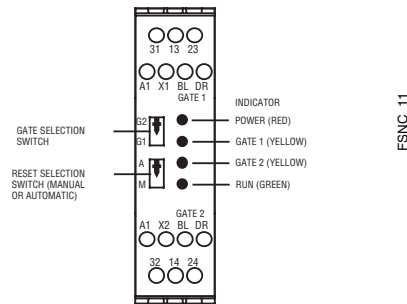 31 13 23
A1 X1 BL DR
GATE 1
INDICATOR
G2
POWER (RED)
GATE SELECTION
SWITCH
G1
GATE 1 (YELLOW)
A
GATE 2 (YELLOW)
RESET SELECTION
SWITCH (MANUAL
OR AUTOMATIC)
M
RUN (GREEN)
GATE 2
A1 X2 BL DR
32 14 24
FSNC_11